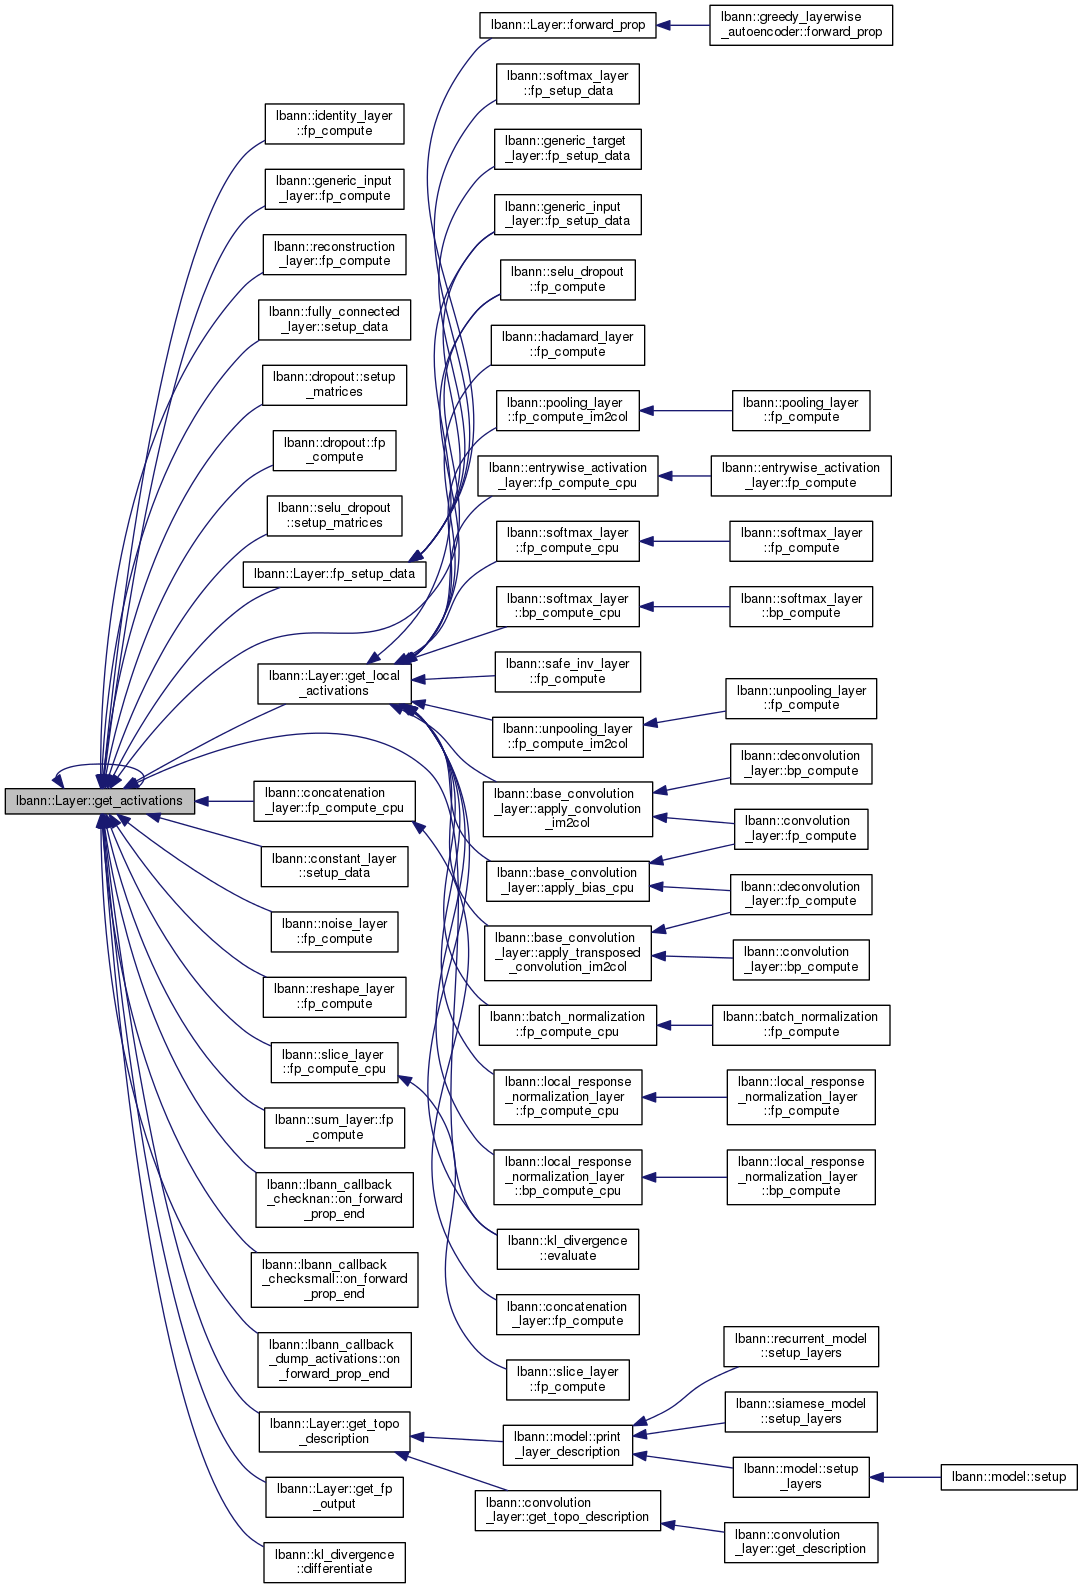 lbann::Layer::get_activations
lbann::identity_layer
::fp_compute
lbann::generic_input
_layer::fp_compute
lbann::reconstruction
_layer::fp_compute
lbann::fully_connected
_layer::setup_data
lbann::dropout::setup
_matrices
lbann::dropout::fp
_compute
lbann::selu_dropout
::setup_matrices
lbann::Layer::fp_setup_data
lbann::Layer::get_local
_activations
lbann::concatenation
_layer::fp_compute_cpu
lbann::constant_layer
::setup_data
lbann::noise_layer
::fp_compute
lbann::reshape_layer
::fp_compute
lbann::slice_layer
::fp_compute_cpu
lbann::sum_layer::fp
_compute
lbann::lbann_callback
_checknan::on_forward
_prop_end
lbann::lbann_callback
_checksmall::on_forward
_prop_end
lbann::lbann_callback
_dump_activations::on
_forward_prop_end
lbann::Layer::get_topo
_description
lbann::Layer::get_fp
_output
lbann::kl_divergence
::differentiate
lbann::Layer::forward_prop
lbann::softmax_layer
::fp_setup_data
lbann::generic_target
_layer::fp_setup_data
lbann::generic_input
_layer::fp_setup_data
lbann::selu_dropout
::fp_compute
lbann::hadamard_layer
::fp_compute
lbann::pooling_layer
::fp_compute_im2col
lbann::entrywise_activation
_layer::fp_compute_cpu
lbann::softmax_layer
::fp_compute_cpu
lbann::softmax_layer
::bp_compute_cpu
lbann::safe_inv_layer
::fp_compute
lbann::unpooling_layer
::fp_compute_im2col
lbann::base_convolution
_layer::apply_convolution
_im2col
lbann::base_convolution
_layer::apply_bias_cpu
lbann::base_convolution
_layer::apply_transposed
_convolution_im2col
lbann::batch_normalization
::fp_compute_cpu
lbann::local_response
_normalization_layer
::fp_compute_cpu
lbann::local_response
_normalization_layer
::bp_compute_cpu
lbann::kl_divergence
::evaluate
lbann::concatenation
_layer::fp_compute
lbann::slice_layer
::fp_compute
lbann::model::print
_layer_description
lbann::convolution
_layer::get_topo_description
lbann::greedy_layerwise
_autoencoder::forward_prop
lbann::pooling_layer
::fp_compute
lbann::entrywise_activation
_layer::fp_compute
lbann::softmax_layer
::fp_compute
lbann::softmax_layer
::bp_compute
lbann::unpooling_layer
::fp_compute
lbann::deconvolution
_layer::bp_compute
lbann::convolution
_layer::fp_compute
lbann::deconvolution
_layer::fp_compute
lbann::convolution
_layer::bp_compute
lbann::batch_normalization
::fp_compute
lbann::local_response
_normalization_layer
::fp_compute
lbann::local_response
_normalization_layer
::bp_compute
lbann::recurrent_model
::setup_layers
lbann::siamese_model
::setup_layers
lbann::model::setup
_layers
lbann::convolution
_layer::get_description
lbann::model::setup